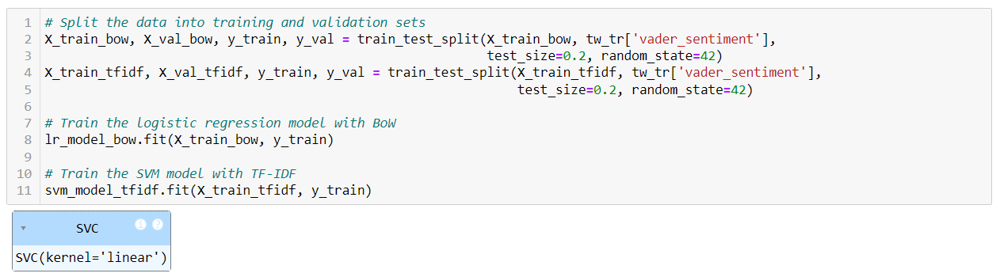 1 # Split the data into training and validation sets
2 X_train_bow, X_val_bow, y_train, y_val = train_test_split(X_train_bow, tw_tr['vader_sentiment'],
3 test_size=0.2, random_state=42)
4 X_train_tfidf, X_val_tfidf, y_train, y_val = train_test_split(X_train_tfidf, tw_tr['vader_sentiment'],
5 test_size=0.2, random_state=42)
6
7 # Train the logistic regression model with BoW
8 lr_model_bow.fit(X_train_bow, y_train)
9
10 # Train the SVM model with TF-IDF
11 svm_model_tfidf.fit(X_train_tfidf, y_train)
▾ SVC i ?
SVC(kernel='linear')